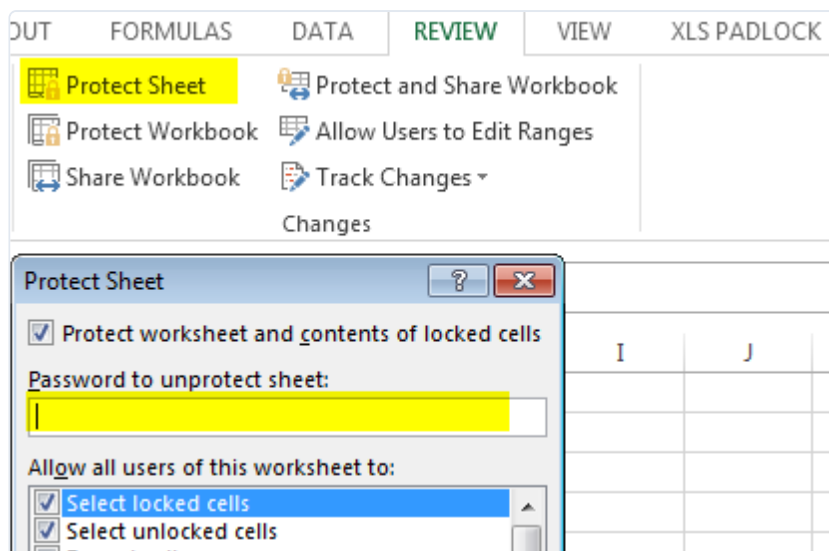 OUT FORMULAS DATA REVIEW VIEW XLS PADLOCK
Protect Sheet Protect and Share Workbook
Protect Workbook Allow Users to Edit Ranges
Share Workbook Track Changes
Changes
Protect Sheet ?
Protect worksheet and contents of locked cells
I J
Password to unprotect sheet:
Allow all users of this worksheet to:
Select locked cells
Select unlocked cells